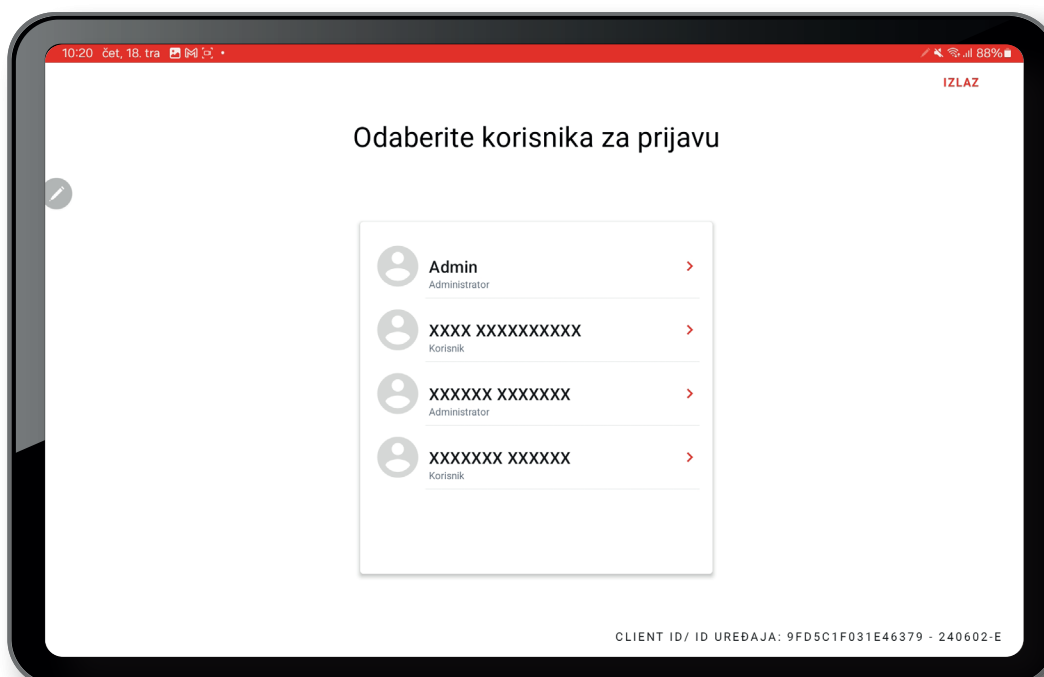 10:20 čet, 18. tra 88%
IZLAZ
Odaberite korisnika za prijavu
Admin
Administrator
XXXX XXXXXXXXXX
Korisnik
XXXXXX XXXXXXX
Administrator
XXXXXXX XXXXXX
Korisnik
CLIENT ID/ ID UREĐAJA: 9FD5C1F031E46379 - 240602-E